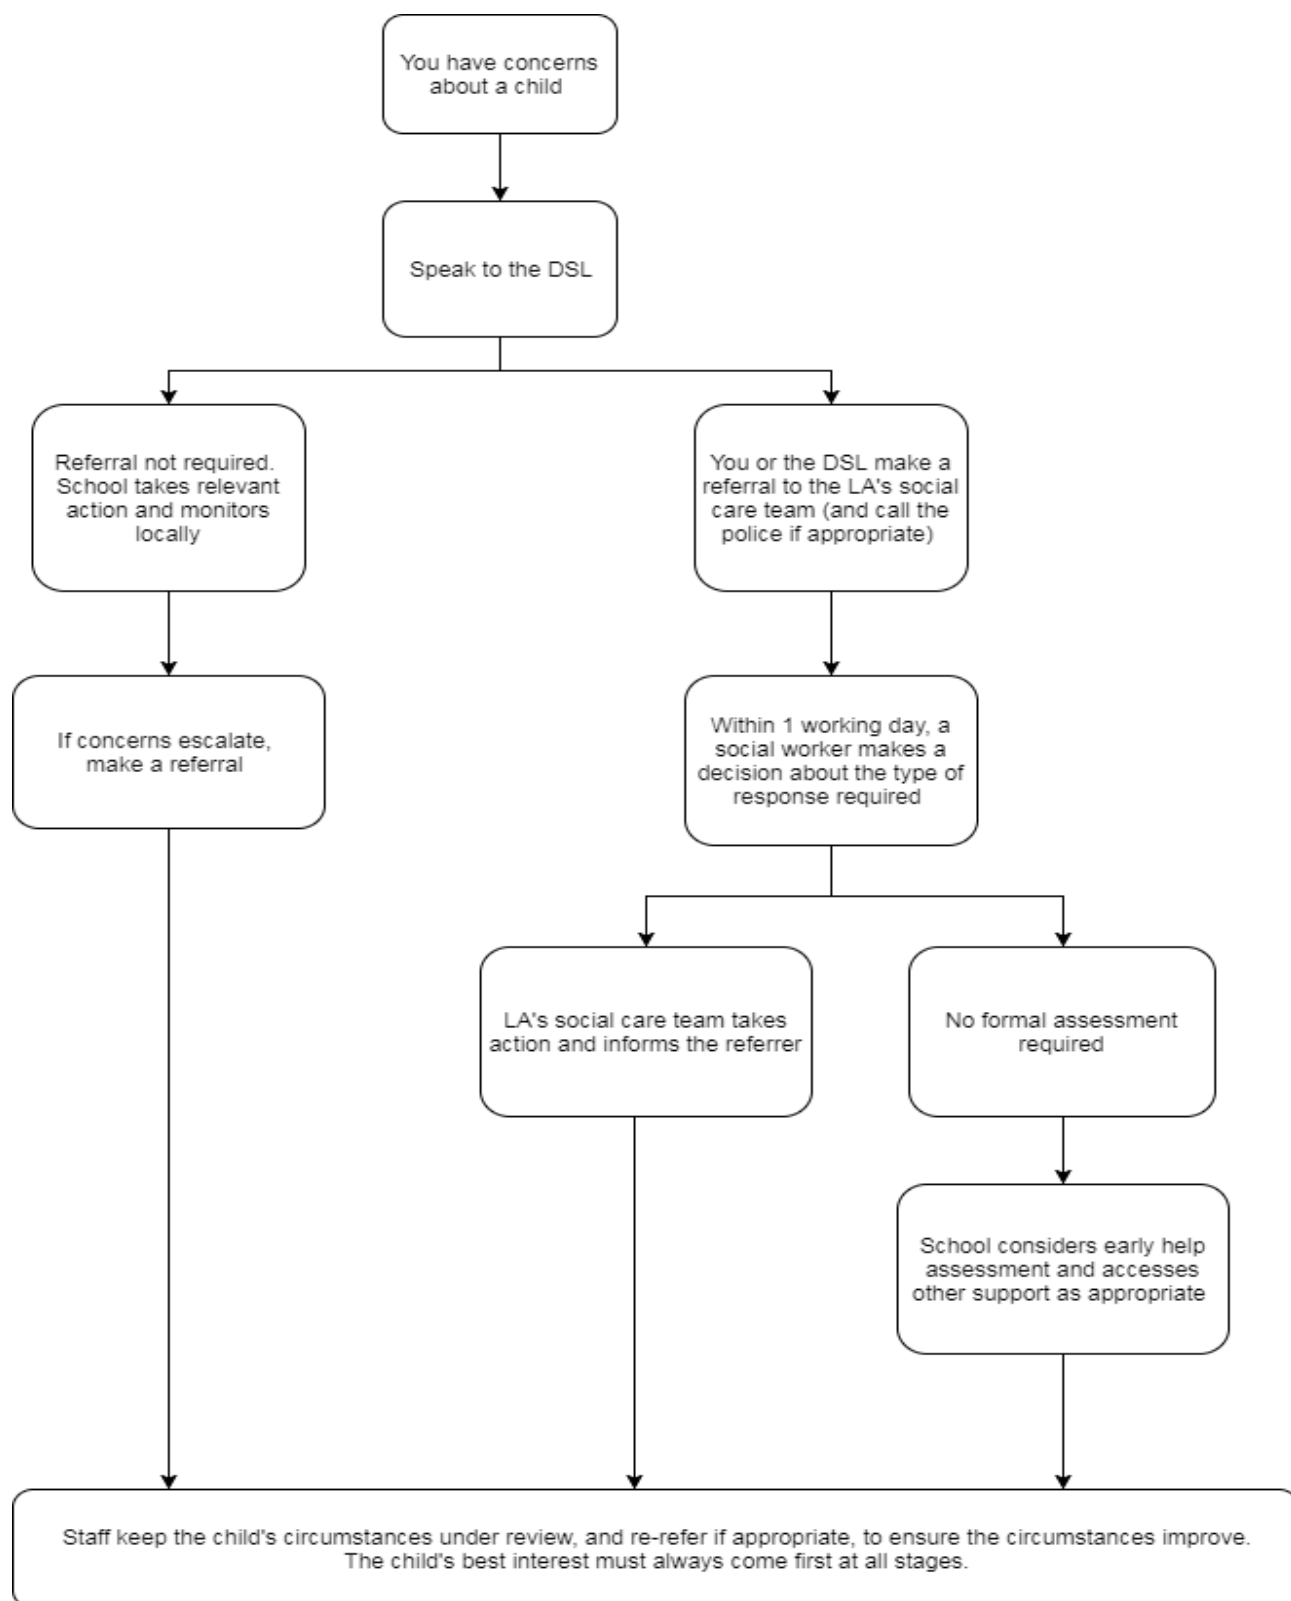 You have concerns
about a child
Speak to the DSL
Referral not required.
School takes relevant
action and monitors
locally
You or the DSL make a
referral to the LA's social
care team (and call the
police if appropriate)
If concerns escalate,
make a referral
Within 1 working day, a
social worker makes a
decision about the type of
response required
LA's social care team takes
action and informs the referrer
No formal assessment
required
School considers early help
assessment and accesses
other support as appropriate
Staff keep the child's circumstances under review, and re-refer if appropriate, to ensure the circumstances improve.
The child's best interest must always come first at all stages.